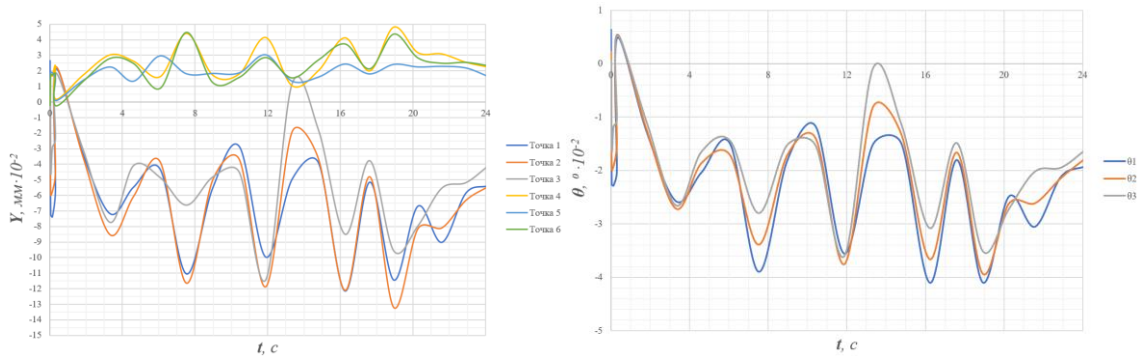 Y, мм·10⁻²
5
4
3
2
1
0
-1
-2
-3
-4
-5
-6
-7
-8
-9
-10
-11
-12
-13
-14
-15
0 4 8 12 16 20 24
t, с
Точка 1
Точка 2
Точка 3
Точка 4
Точка 5
Точка 6
θ, ° ·10⁻²
1
0
-1
-2
-3
-4
-5
0 4 8 12 16 20 24
t, с
θ1
θ2
θ3